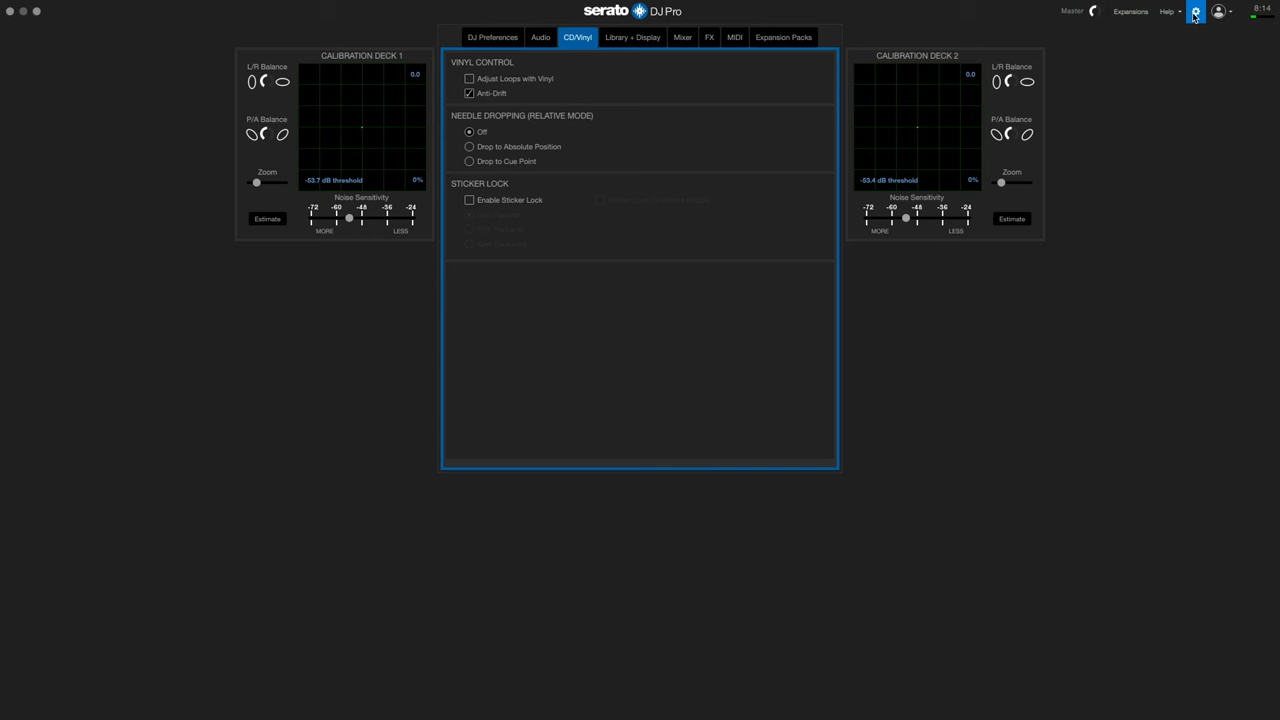 serato DJ Pro
Master Expansions Help 8:14
DJ Preferences Audio CD/Vinyl Library + Display Mixer FX MIDI Expansion Packs
CALIBRATION DECK 1
L/R Balance
0.0
P/A Balance
Zoom
-53.7 dB threshold 0%
Noise Sensitivity
-72 -60 -48 -36 -24
Estimate
MORE LESS
VINYL CONTROL
Adjust Loops with Vinyl
Anti-Drift
NEEDLE DROPPING (RELATIVE MODE)
Off
Drop to Absolute Position
Drop to Cue Point
STICKER LOCK
Enable Sticker Lock
CALIBRATION DECK 2
0.0
L/R Balance
P/A Balance
Zoom
-53.4 dB threshold 0%
Noise Sensitivity
-72 -60 -48 -36 -24
Estimate
MORE LESS